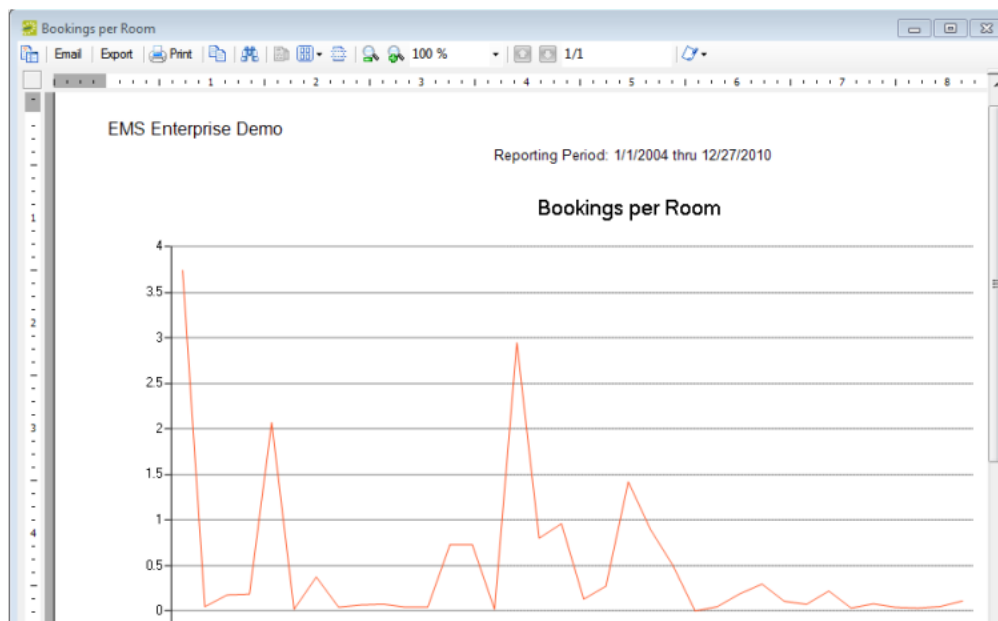 Bookings per Room
Email Export Print 100 % 1/1
1 2 3 4 5 6 7 8
EMS Enterprise Demo
Reporting Period: 1/1/2004 thru 12/27/2010
Bookings per Room
1
2
3
4
4
3.5
3
2.5
2
1.5
1
0.5
0